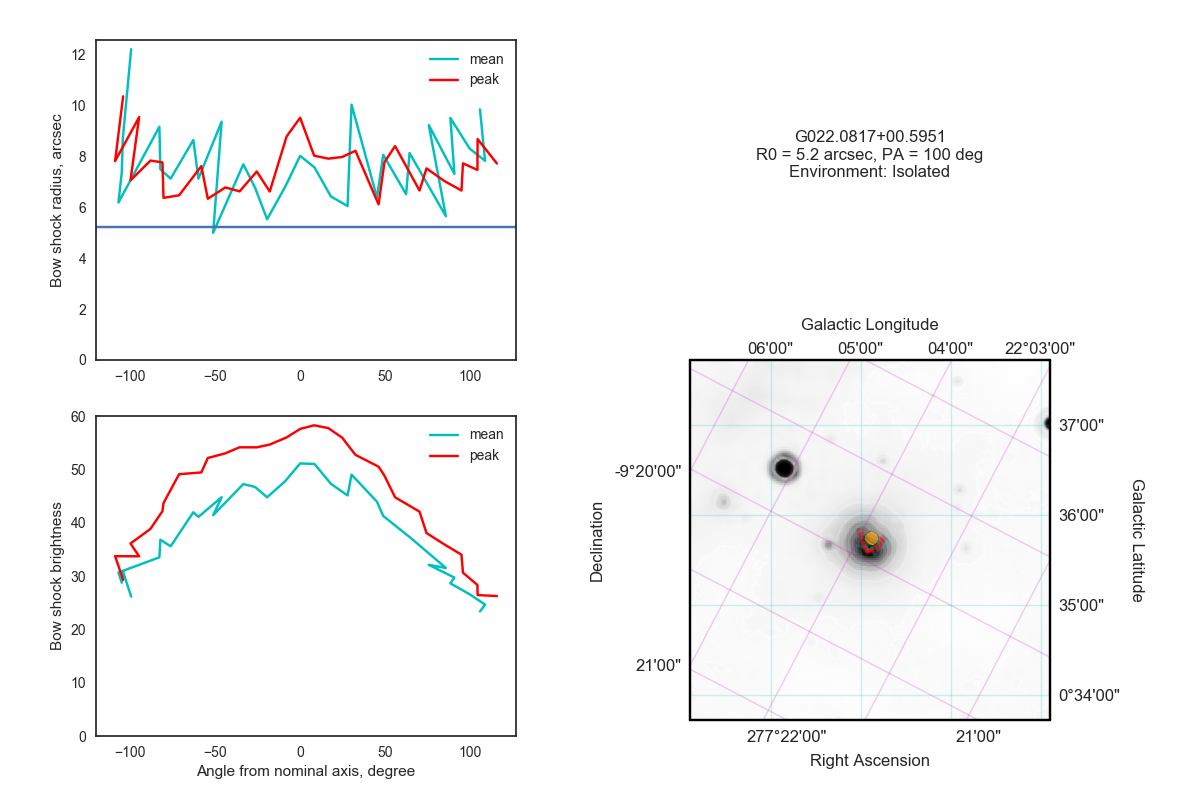 12
10
8
6
4
2
0
Bow shock radius, arcsec
mean
peak
−100
−50
0
50
100
60
50
40
30
20
10
0
Bow shock brightness
mean
peak
−100
−50
0
50
100
Angle from nominal axis, degree
G022.0817+00.5951
R0 = 5.2 arcsec, PA = 100 deg
Environment: Isolated
Galactic Longitude
06'00"
05'00"
04'00"
22°03'00"
-9°20'00"
21'00"
Declination
37'00"
36'00"
35'00"
0°34'00"
Galactic Latitude
277°22'00"
21'00"
Right Ascension